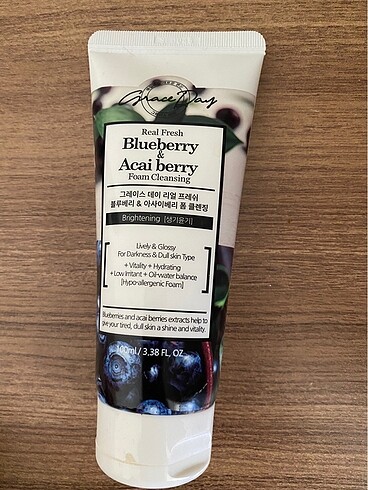 Grace Day
Real Fresh
Blueberry
&
Acai berry
Foam Cleansing
그레이스 데이 리얼 프레쉬
블루베리 & 아사이베리 폼 클렌징
Brightening [생기윤기]
Lively & Glossy
For Darkness & Dull skin Type
+ Vitality + Hydrating
+ Low Irritant + Oil-water balance
[Hypo-allergenic Foam]
Blueberries and acai berries extracts help to
give your tired, dull skin a shine and vitality.
100ml / 3.38 FL, OZ.